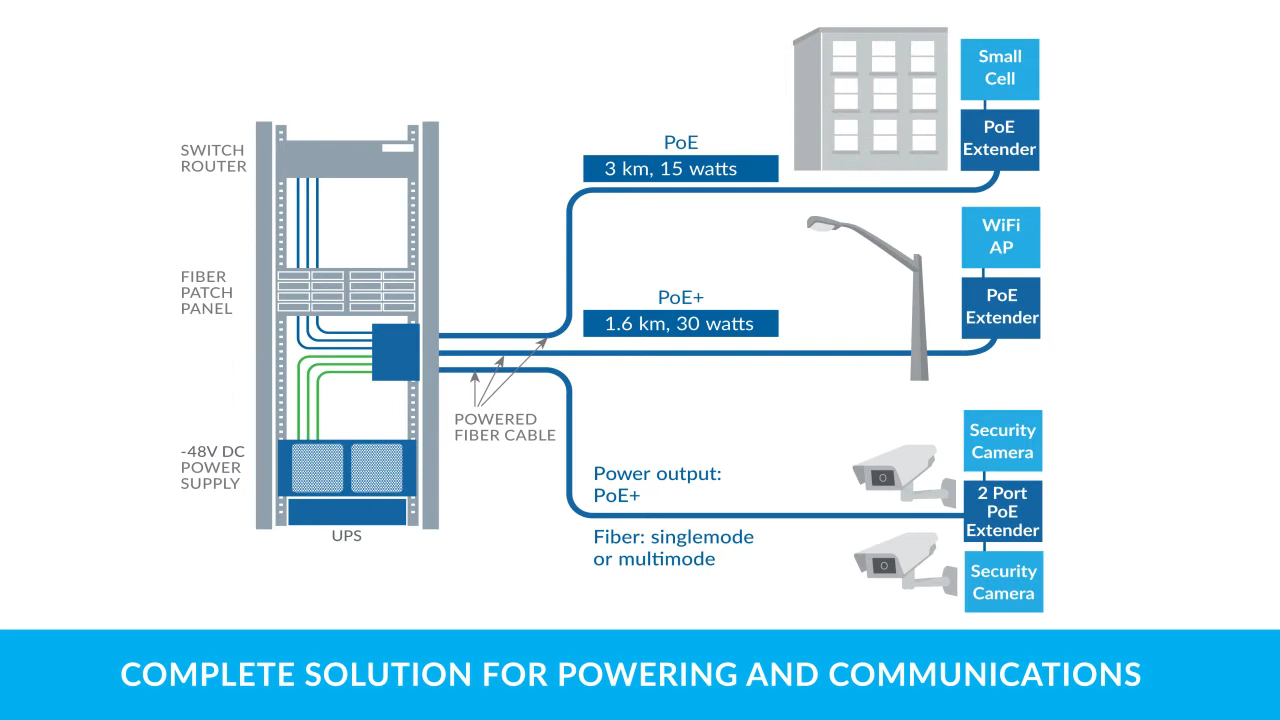 SWITCH
ROUTER
FIBER
PATCH
PANEL
-48V DC
POWER
SUPPLY
UPS
POWERED
FIBER CABLE
PoE
3 km, 15 watts
PoE+
1.6 km, 30 watts
Power output:
PoE+
Fiber: singlemode
or multimode
Small
Cell
PoE
Extender
WiFi
AP
PoE
Extender
Security
Camera
2 Port
PoE
Extender
Security
Camera
COMPLETE SOLUTION FOR POWERING AND COMMUNICATIONS